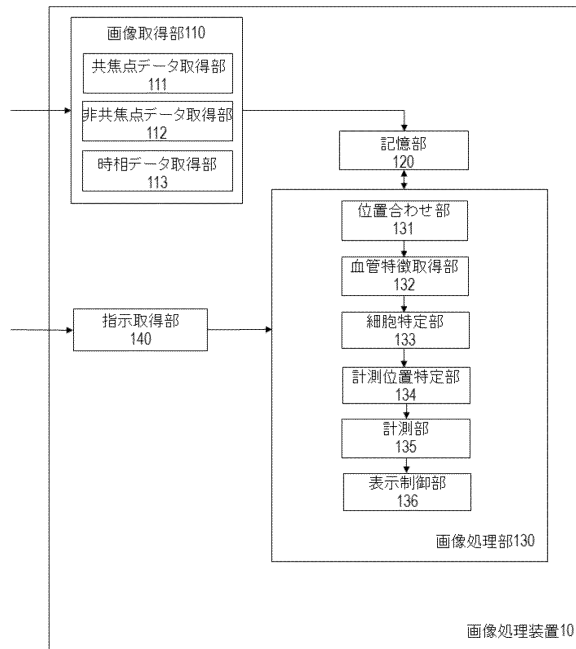 画像取得部110
共焦点データ取得部
111
非共焦点データ取得部
112
時相データ取得部
113
記憶部
120
位置合わせ部
131
血管特徴取得部
132
指示取得部
140
細胞特定部
133
計測位置特定部
134
計測部
135
表示制御部
136
画像処理部130
画像処理装置10